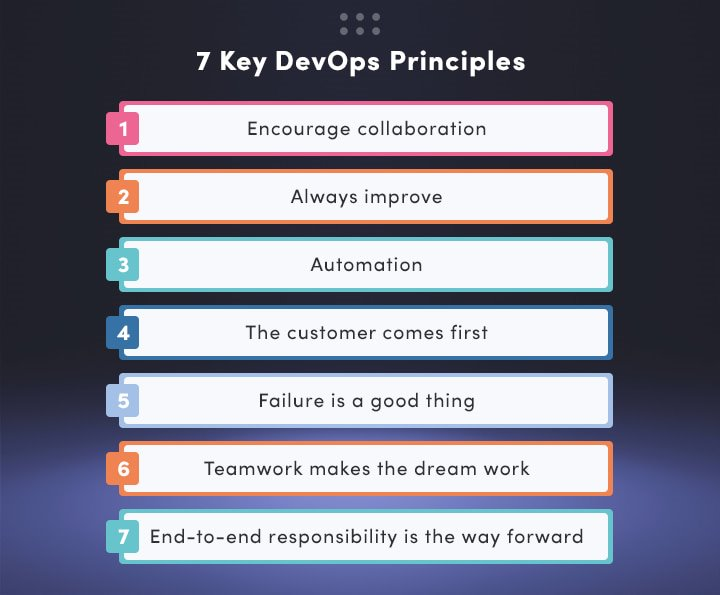 7 Key DevOps Principles
1
Encourage collaboration
2
Always improve
3
Automation
4
The customer comes first
5
Failure is a good thing
6
Teamwork makes the dream work
7
End-to-end responsibility is the way forward